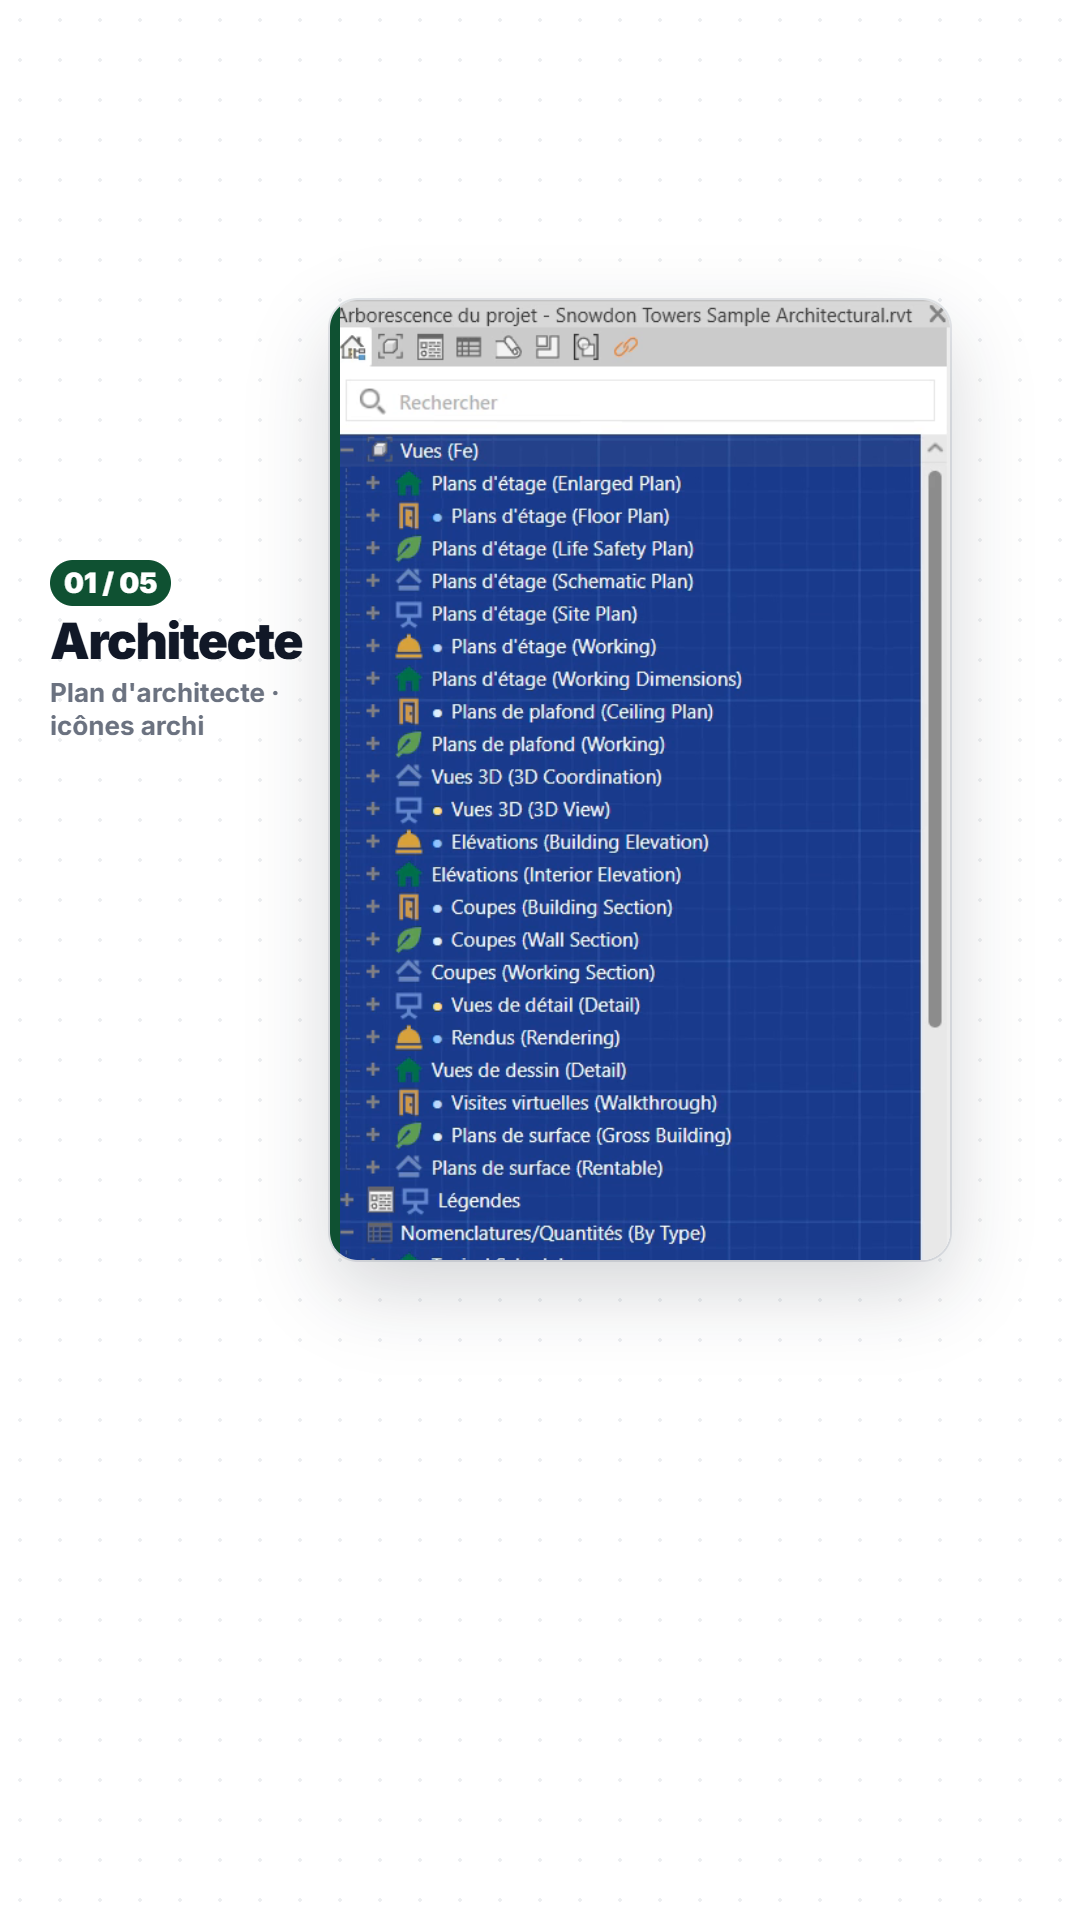 01 / 05
Architecte
Plan d'architecte ·
icônes archi
Arborescence du projet - Snowdon Towers Sample Architectural.rvt
Rechercher
Vues (Fe)
Plans d'étage (Enlarged Plan)
Plans d'étage (Floor Plan)
Plans d'étage (Life Safety Plan)
Plans d'étage (Schematic Plan)
Plans d'étage (Site Plan)
Plans d'étage (Working)
Plans d'étage (Working Dimensions)
Plans de plafond (Ceiling Plan)
Plans de plafond (Working)
Vues 3D (3D Coordination)
Vues 3D (3D View)
Elévations (Building Elevation)
Elévations (Interior Elevation)
Coupes (Building Section)
Coupes (Wall Section)
Coupes (Working Section)
Vues de détail (Detail)
Rendus (Rendering)
Vues de dessin (Detail)
Visites virtuelles (Walkthrough)
Plans de surface (Gross Building)
Plans de surface (Rentable)
Légendes
Nomenclatures/Quantités (By Type)